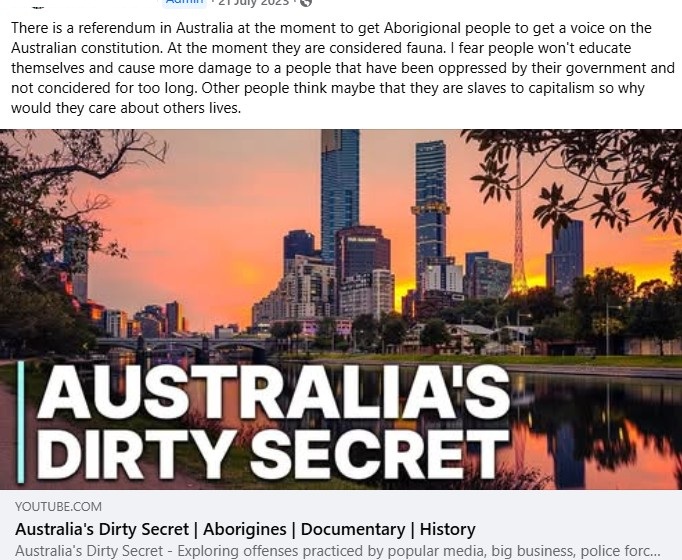 Admin · 21 July 2023 ·
There is a referendum in Australia at the moment to get Aborigional people to get a voice on the
Australian constitution. At the moment they are considered fauna. I fear people won't educate
themselves and cause more damage to a people that have been oppressed by their government and
not concidered for too long. Other people think maybe that they are slaves to capitalism so why
would they care about others lives.
AUSTRALIA'S
DIRTY SECRET
YOUTUBE.COM
Australia's Dirty Secret | Aborigines | Documentary | History
Australia's Dirty Secret - Exploring offenses practiced by popular media, big business, police forc...